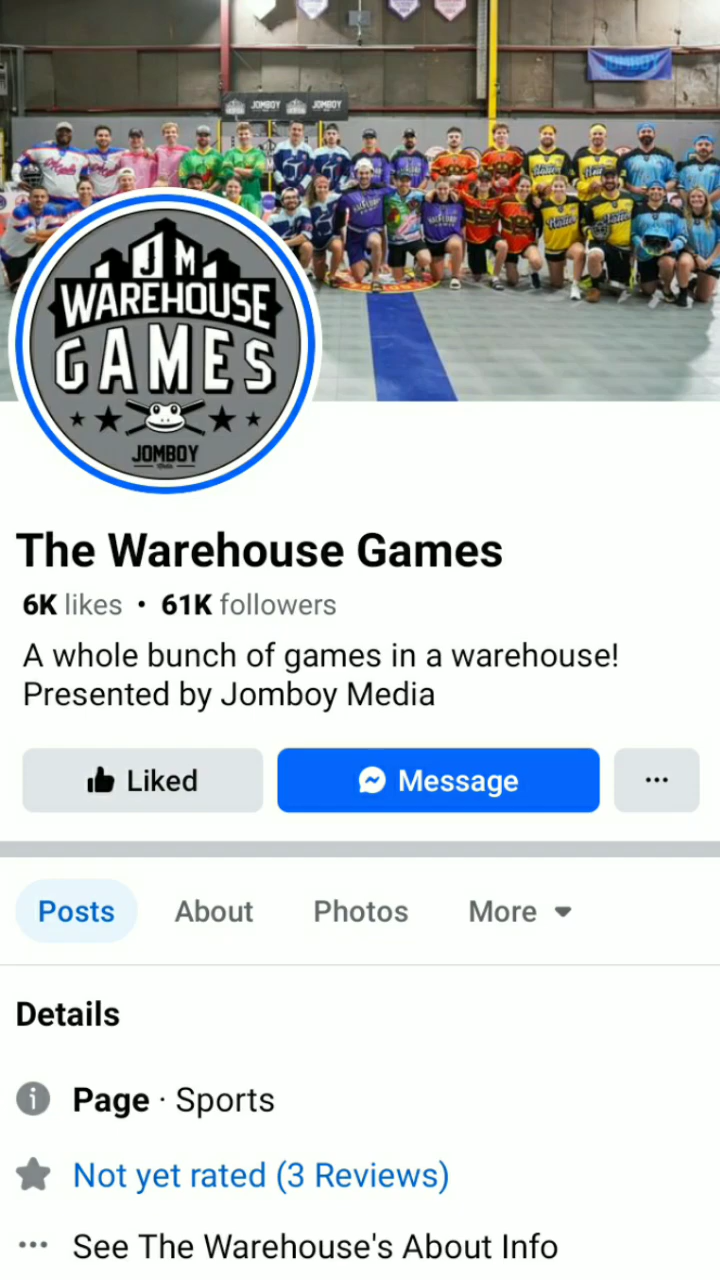 JOMBOY
JOMBOY
JOMBOY
JM
WAREHOUSE
GAMES
JOMBOY
The Warehouse Games
6K likes • 61K followers
A whole bunch of games in a warehouse!
Presented by Jomboy Media
Liked
Message
Posts
About
Photos
More
Details
Page · Sports
Not yet rated (3 Reviews)
See The Warehouse's About Info